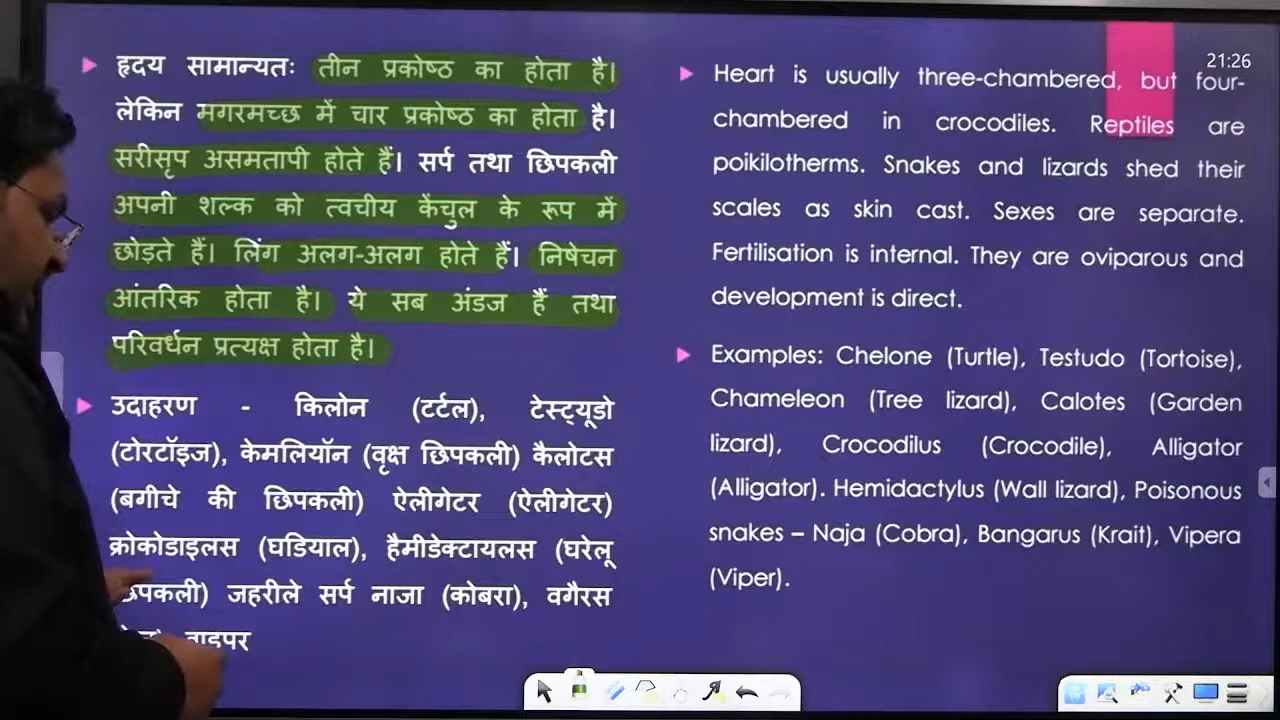 हृदय सामान्यतः तीन प्रकोष्ठ का होता है।
लेकिन मगरमच्छ में चार प्रकोष्ठ का होता है।
सरीसृप असमतापी होते हैं। सर्प तथा छिपकली
अपनी शल्क को त्वचीय केंचुल के रूप में
छोड़ते हैं। लिंग अलग-अलग होते हैं। निषेचन
आंतरिक होता है। ये सब अंडज हैं तथा
परिवर्धन प्रत्यक्ष होता है।
उदाहरण - किलोन (टर्टल), टेस्ट्यूडो
(टोरटॉइज), केमलियॉन (वृक्ष छिपकली) कैलोटस
(बगीचे की छिपकली) ऐलीगेटर (ऐलीगेटर)
क्रोकोडाइलस (घडियाल), हैमीडेक्टायलस (घरेलू
जहरीले सर्प नाजा (कोबरा), वगैरस
वाइपर
21:26
Heart is usually three-chambered, but four-
chambered in crocodiles. Reptiles are
poikilotherms. Snakes and lizards shed their
scales as skin cast. Sexes are separate.
Fertilisation is internal. They are oviparous and
development is direct.
Examples: Chelone (Turtle), Testudo (Tortoise),
Chameleon (Tree lizard), Calotes (Garden
lizard), Crocodilus (Crocodile), Alligator
(Alligator). Hemidactylus (Wall lizard), Poisonous
snakes – Naja (Cobra), Bangarus (Krait), Vipera
(Viper).